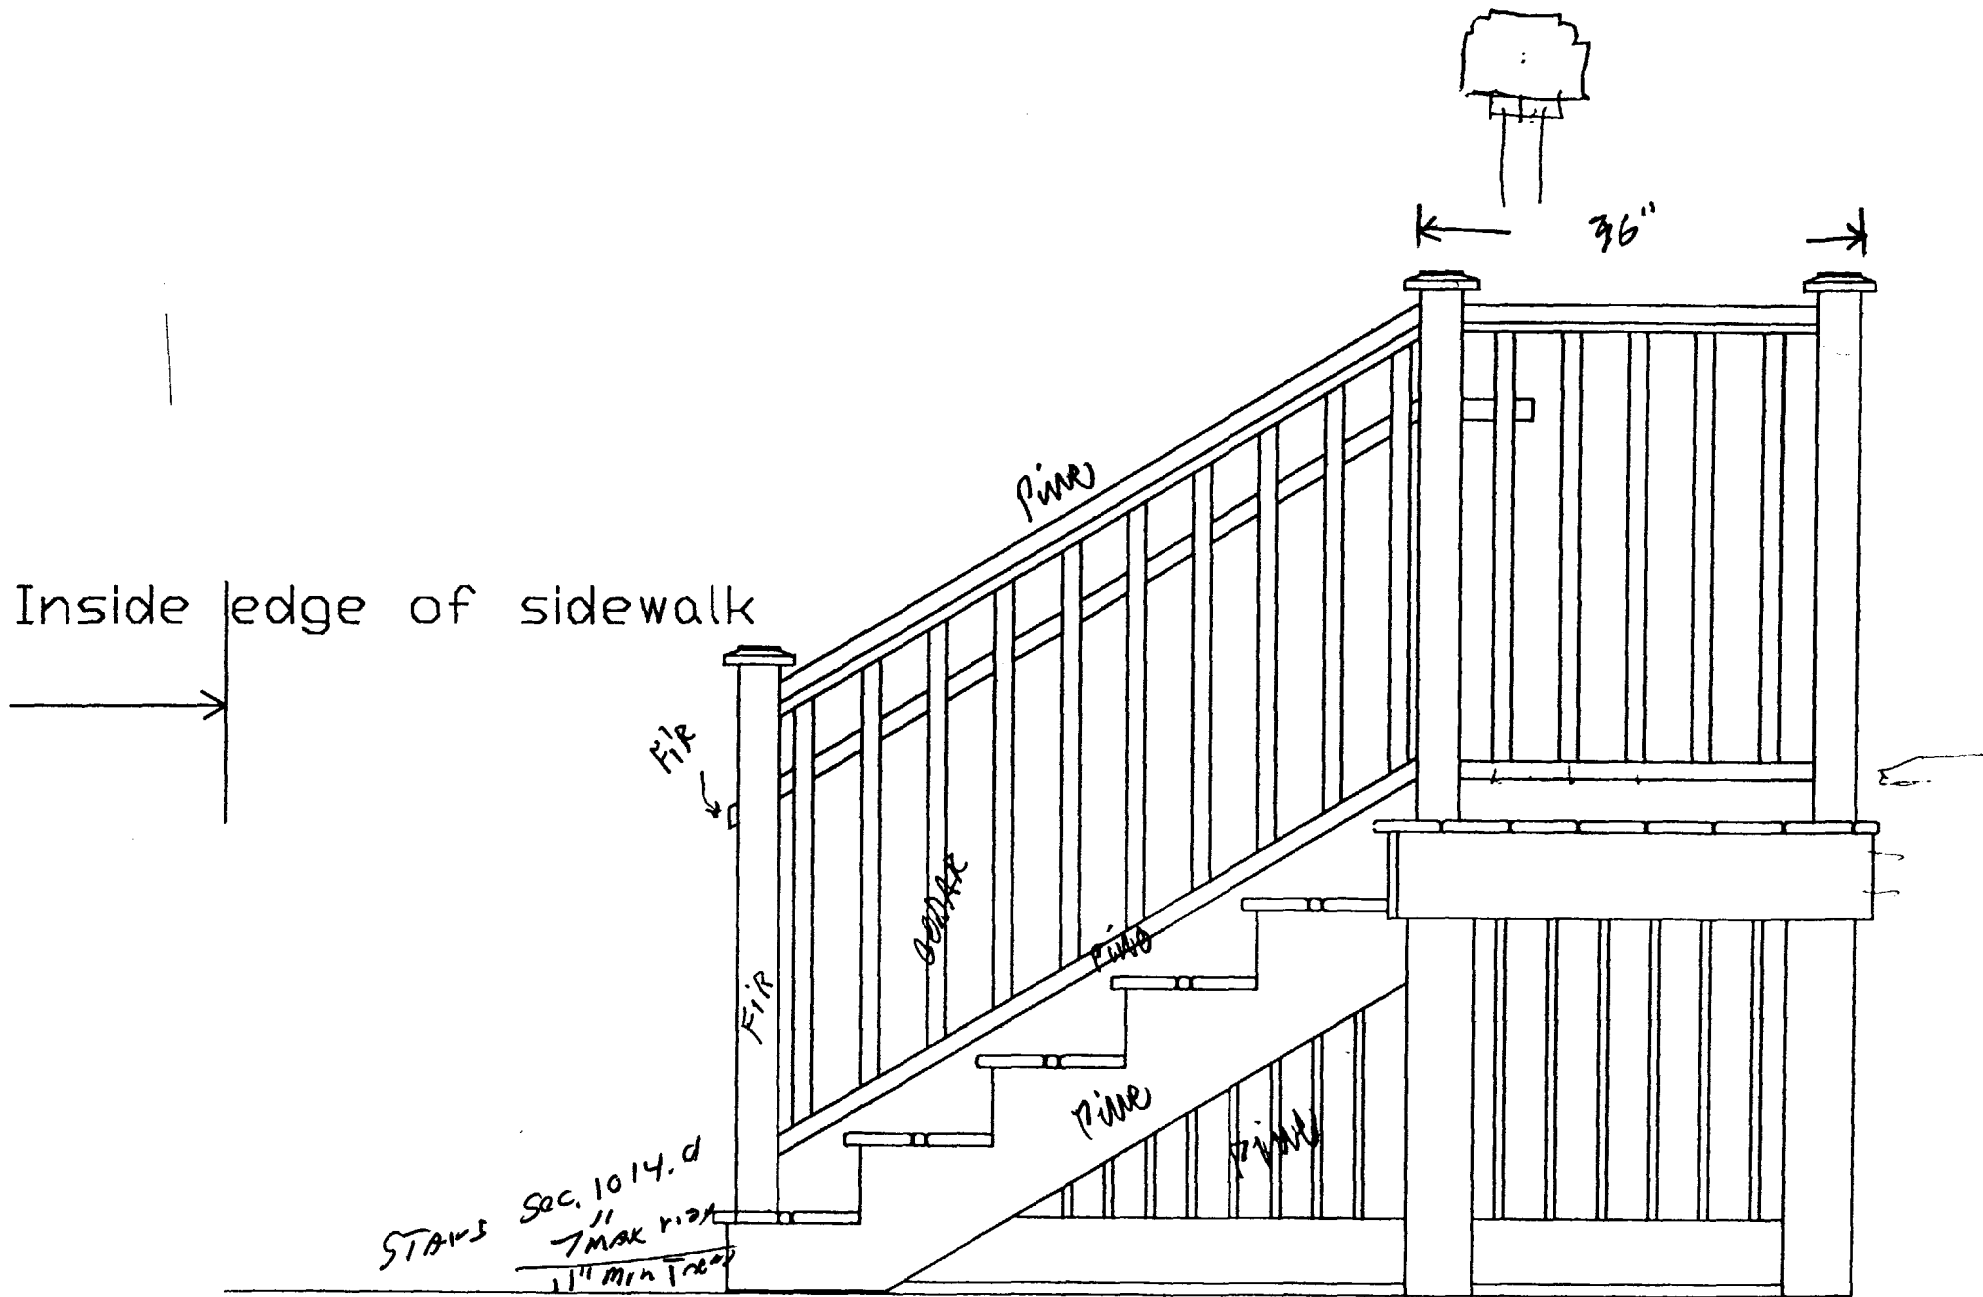 36"
Pine
Inside edge of sidewalk
FIR
CEDAR
Pine
FIR
Pine
Pine
STAIRS Sec. 1014.d
7" MAX rise
11" Min Tread